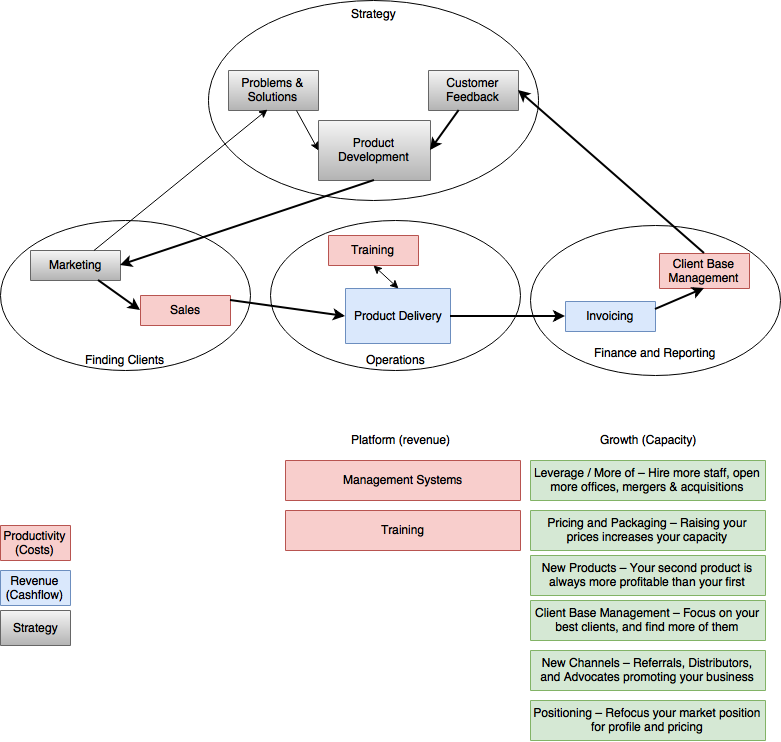 Strategy
Problems &
Solutions
Customer
Feedback
Product
Development
Marketing
Sales
Finding Clients
Training
Product Delivery
Operations
Client Base
Management
Invoicing
Finance and Reporting
Platform (revenue)
Management Systems
Training
Growth (Capacity)
Leverage / More of – Hire more staff, open
more offices, mergers & acquisitions
Pricing and Packaging – Raising your
prices increases your capacity
New Products – Your second product is
always more profitable than your first
Client Base Management – Focus on your
best clients, and find more of them
New Channels – Referrals, Distributors,
and Advocates promoting your business
Positioning – Refocus your market position
for profile and pricing
Productivity
(Costs)
Revenue
(Cashflow)
Strategy